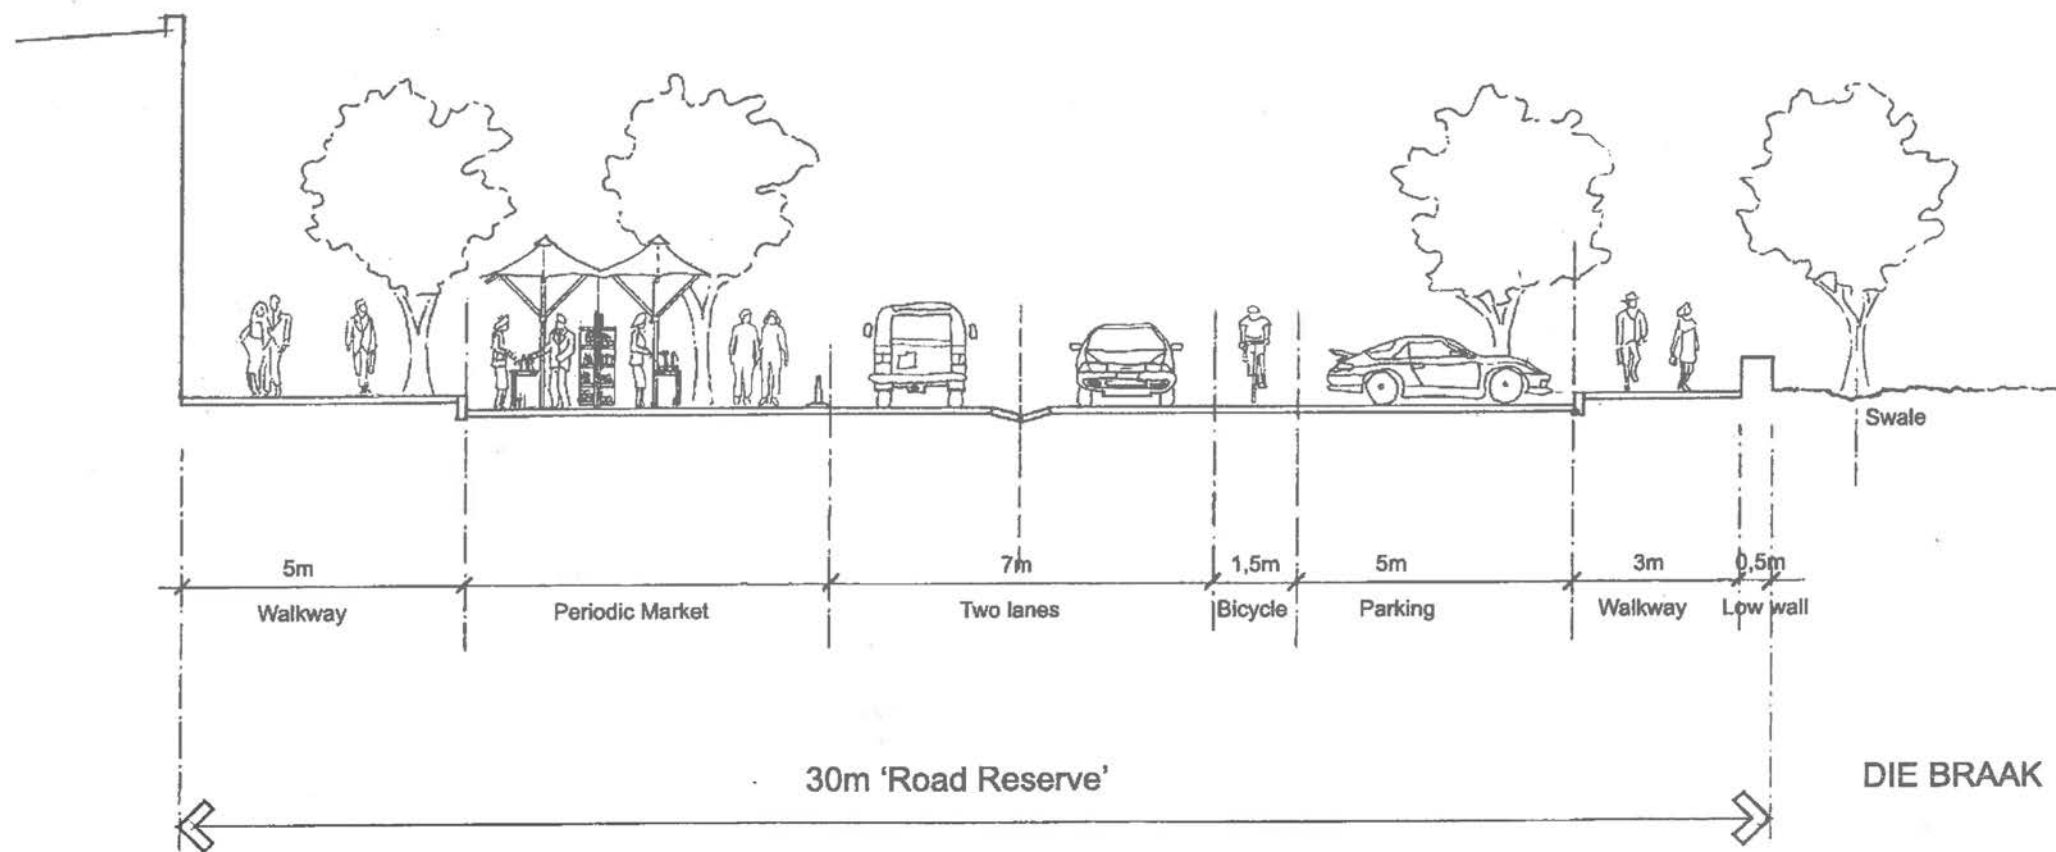 Swale
5m 7m 1,5m 5m 3m 0,5m
Walkway Periodic Market Two lanes Bicycle Parking Walkway Low wall
30m ‘Road Reserve’ DIE BRAAK